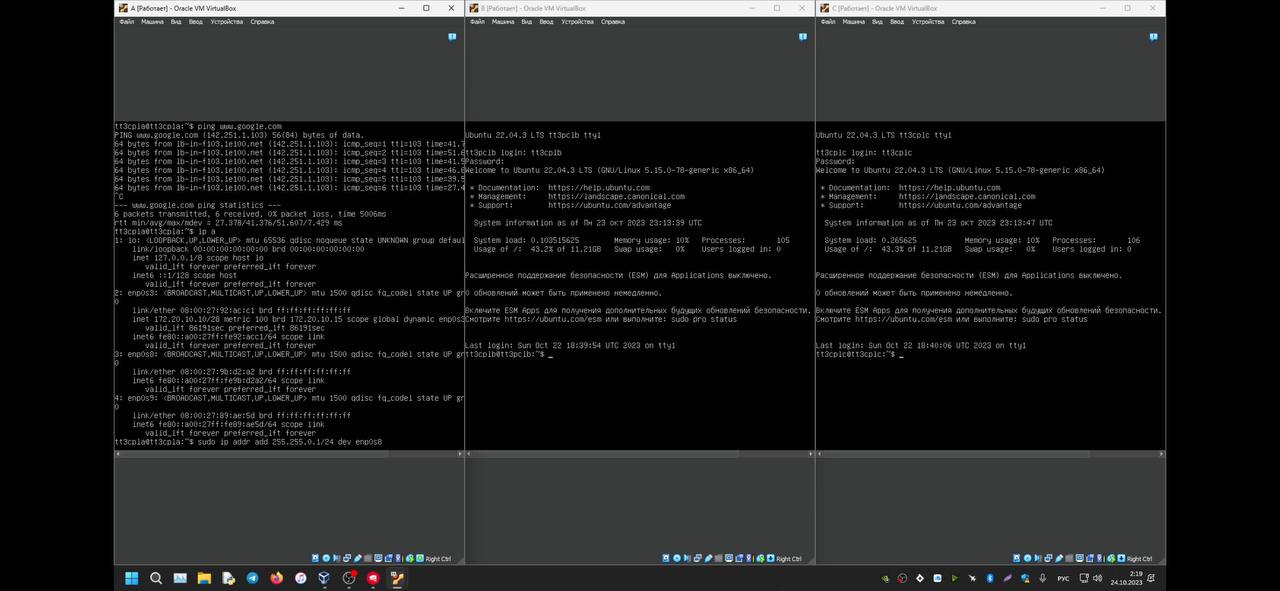 A [Работает] - Oracle VM VirtualBox
Файл Машина Вид Ввод Устройства Справка
tt3cpla@tt3cpla:~$ ping www.google.com
PING www.google.com (142.251.1.103) 56(84) bytes of data.
64 bytes from lb-in-f103.1e100.net (142.251.1.103): icmp_seq=1 ttl=103 time=41.7
64 bytes from lb-in-f103.1e100.net (142.251.1.103): icmp_seq=2 ttl=103 time=51.6
64 bytes from lb-in-f103.1e100.net (142.251.1.103): icmp_seq=3 ttl=103 time=41.5
64 bytes from lb-in-f103.1e100.net (142.251.1.103): icmp_seq=4 ttl=103 time=46.6
64 bytes from lb-in-f103.1e100.net (142.251.1.103): icmp_seq=5 ttl=103 time=39.5
64 bytes from lb-in-f103.1e100.net (142.251.1.103): icmp_seq=6 ttl=103 time=27.4
^C
--- www.google.com ping statistics ---
6 packets transmitted, 6 received, 0% packet loss, time 5006ms
rtt min/avg/max/mdev = 27.378/41.376/51.607/7.429 ms
tt3cpla@tt3cpla:~$ ip a
1: lo: <LOOPBACK,UP,LOWER_UP> mtu 65536 qdisc noqueue state UNKNOWN group defaul
link/loopback 00:00:00:00:00:00 brd 00:00:00:00:00:00
inet 127.0.0.1/8 scope host lo
valid_lft forever preferred_lft forever
inet6 ::1/128 scope host
valid_lft forever preferred_lft forever
2: enp0s3: <BROADCAST,MULTICAST,UP,LOWER_UP> mtu 1500 qdisc fq_codel state UP gr
0
link/ether 08:00:27:92:ac:c1 brd ff:ff:ff:ff:ff:ff
inet 172.20.10.10/28 metric 100 brd 172.20.10.15 scope global dynamic enp0s3
valid_lft 86191sec preferred_lft 86191sec
inet6 fe80::a00:27ff:fe92:acc1/64 scope link
valid_lft forever preferred_lft forever
3: enp0s8: <BROADCAST,MULTICAST,UP,LOWER_UP> mtu 1500 qdisc fq_codel state UP gr
0
link/ether 08:00:27:9b:d2:a2 brd ff:ff:ff:ff:ff:ff
inet6 fe80::a00:27ff:fe9b:d2a2/64 scope link
valid_lft forever preferred_lft forever
4: enp0s9: <BROADCAST,MULTICAST,UP,LOWER_UP> mtu 1500 qdisc fq_codel state UP gr
0
link/ether 08:00:27:89:ae:5d brd ff:ff:ff:ff:ff:ff
inet6 fe80::a00:27ff:fe89:ae5d/64 scope link
valid_lft forever preferred_lft forever
tt3cpla@tt3cpla:~$ sudo ip addr add 255.255.0.1/24 dev enp0s8
Right Ctrl
B [Работает] - Oracle VM VirtualBox
Файл Машина Вид Ввод Устройства Справка
Ubuntu 22.04.3 LTS tt3pclb tty1
tt3pclb login: tt3cplb
Password:
Welcome to Ubuntu 22.04.3 LTS (GNU/Linux 5.15.0-78-generic x86_64)
* Documentation: https://help.ubuntu.com
* Management: https://landscape.canonical.com
* Support: https://ubuntu.com/advantage
System information as of Пн 23 окт 2023 23:13:39 UTC
System load: 0.103515625 Memory usage: 10% Processes: 105
Usage of /: 43.2% of 11.21GB Swap usage: 0% Users logged in: 0
Расширенное поддержание безопасности (ESM) для Applications выключено.
0 обновлений может быть применено немедленно.
Включите ESM Apps для получения дополнительных будущих обновлений безопасности.
Смотрите https://ubuntu.com/esm или выполните: sudo pro status
Last login: Sun Oct 22 18:39:54 UTC 2023 on tty1
tt3cplb@tt3pclb:~$ _
Right Ctrl
C [Работает] - Oracle VM VirtualBox
Файл Машина Вид Ввод Устройства Справка
Ubuntu 22.04.3 LTS tt3cplc tty1
tt3cplc login: tt3cplc
Password:
Welcome to Ubuntu 22.04.3 LTS (GNU/Linux 5.15.0-78-generic x86_64)
* Documentation: https://help.ubuntu.com
* Management: https://landscape.canonical.com
* Support: https://ubuntu.com/advantage
System information as of Пн 23 окт 2023 23:13:47 UTC
System load: 0.265625 Memory usage: 10% Processes: 106
Usage of /: 43.3% of 11.21GB Swap usage: 0% Users logged in: 0
Расширенное поддержание безопасности (ESM) для Applications выключено.
0 обновлений может быть применено немедленно.
Включите ESM Apps для получения дополнительных будущих обновлений безопасности.
Смотрите https://ubuntu.com/esm или выполните: sudo pro status
Last login: Sun Oct 22 18:40:06 UTC 2023 on tty1
tt3cplc@tt3cplc:~$ _
Right Ctrl
РУС
2:19
24.10.2023